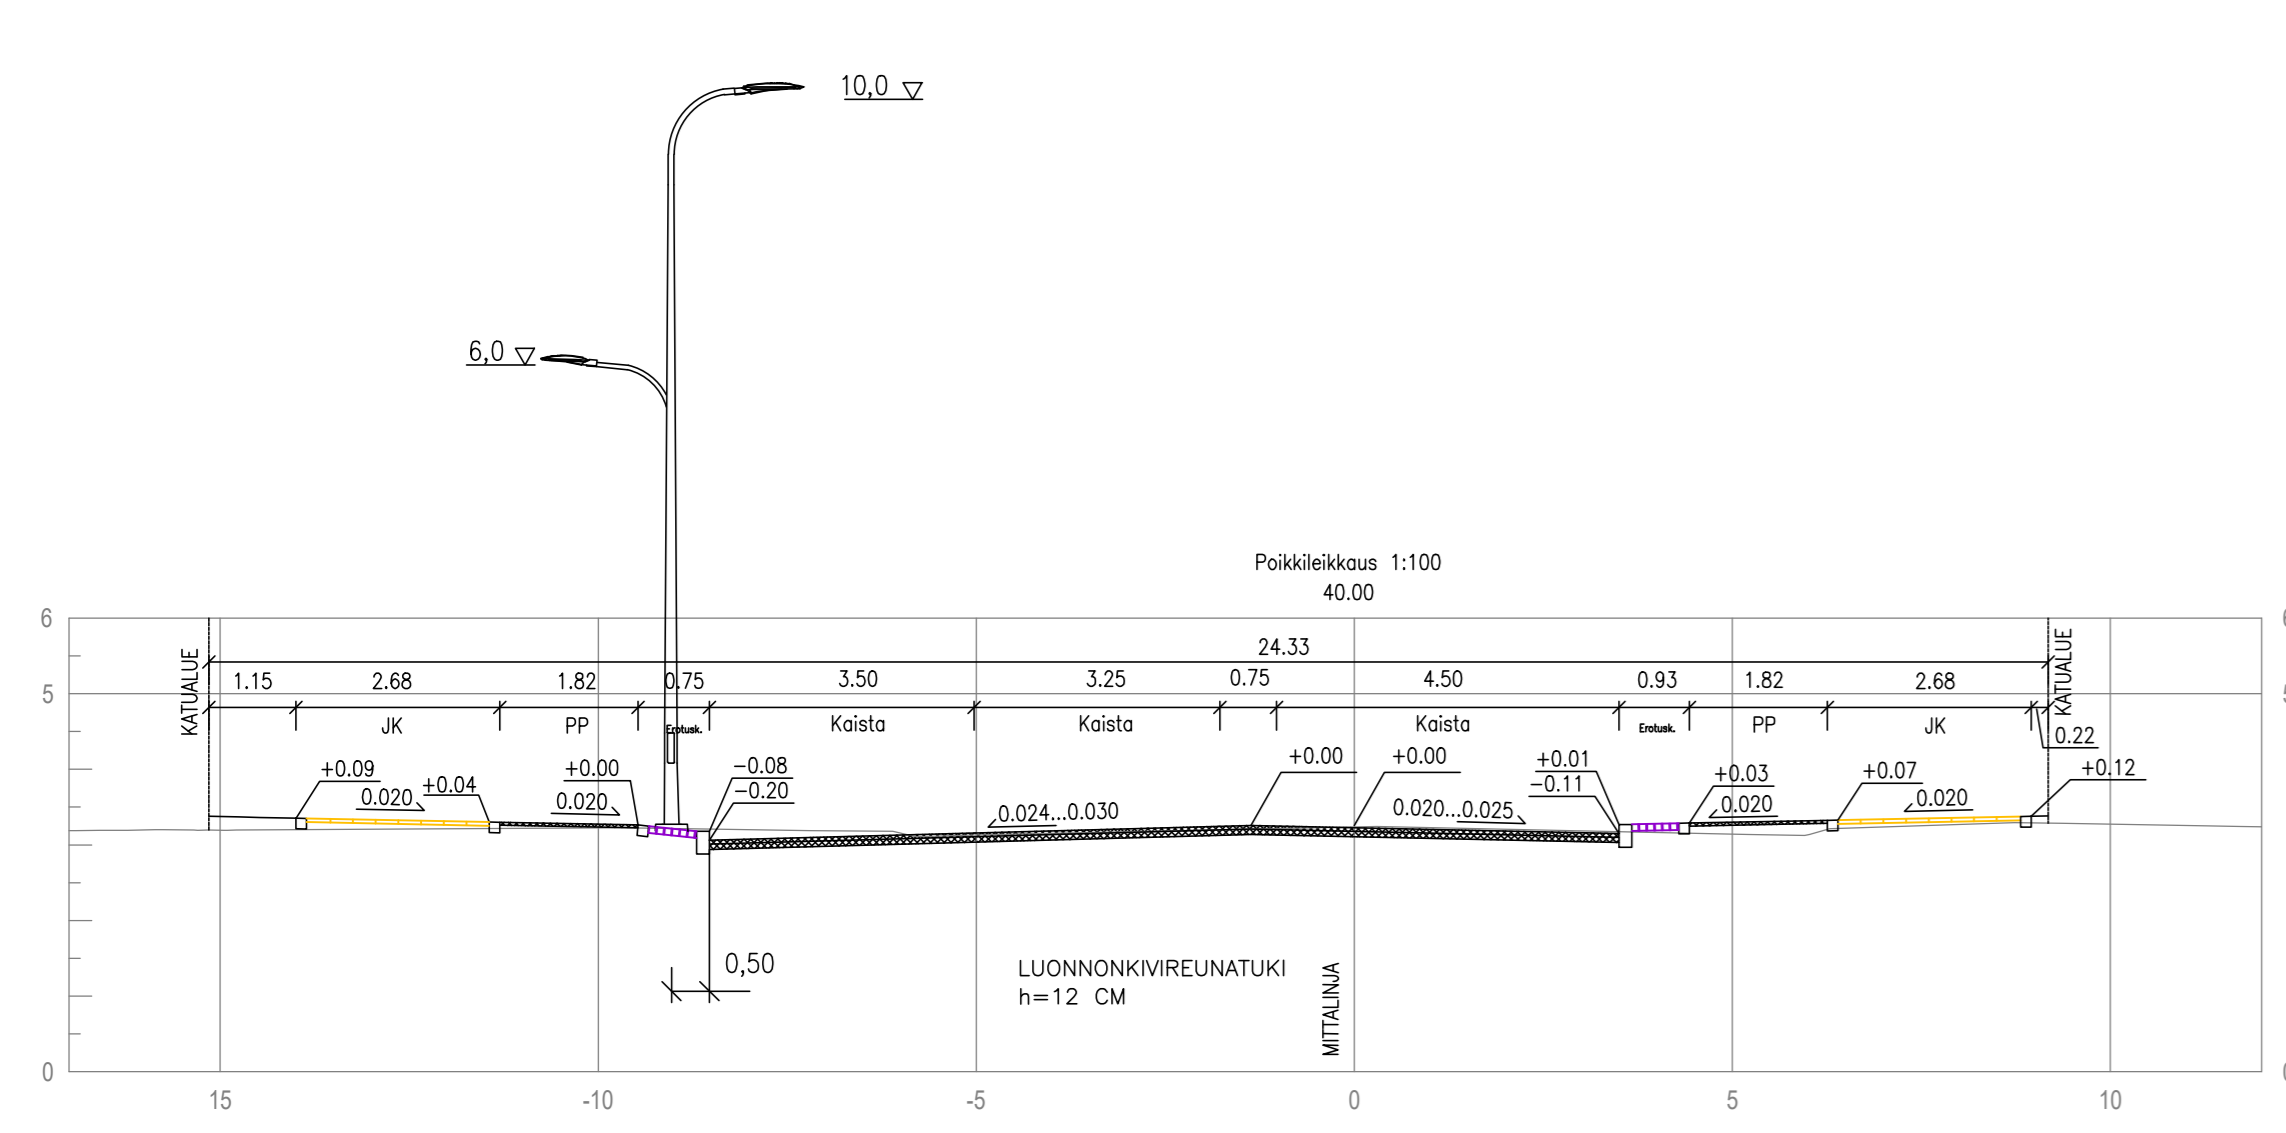 10,0
6,0
Poikkileikkaus 1:100
40.00
6
6
24.33
KATUALUE
1.15 2.68 1.82 0.75 3.50 3.25 0.75 4.50 0.93 1.82 2.68
KATUALUE
5
5
JK PP Erotusk. Kaista Kaista Kaista Erotusk. PP JK
0.22
+0.09 +0.04 +0.00 -0.08 +0.00 +0.00 +0.01 +0.03 +0.07 +0.12
0.020 0.020 -0.20 0.024...0.030 0.020...0.025 -0.11 0.020 0.020
0,50
LUONNONKIVIREUNATUKI
h=12 CM
MITTALINJA
0
0
15 -10 -5 0 5 10